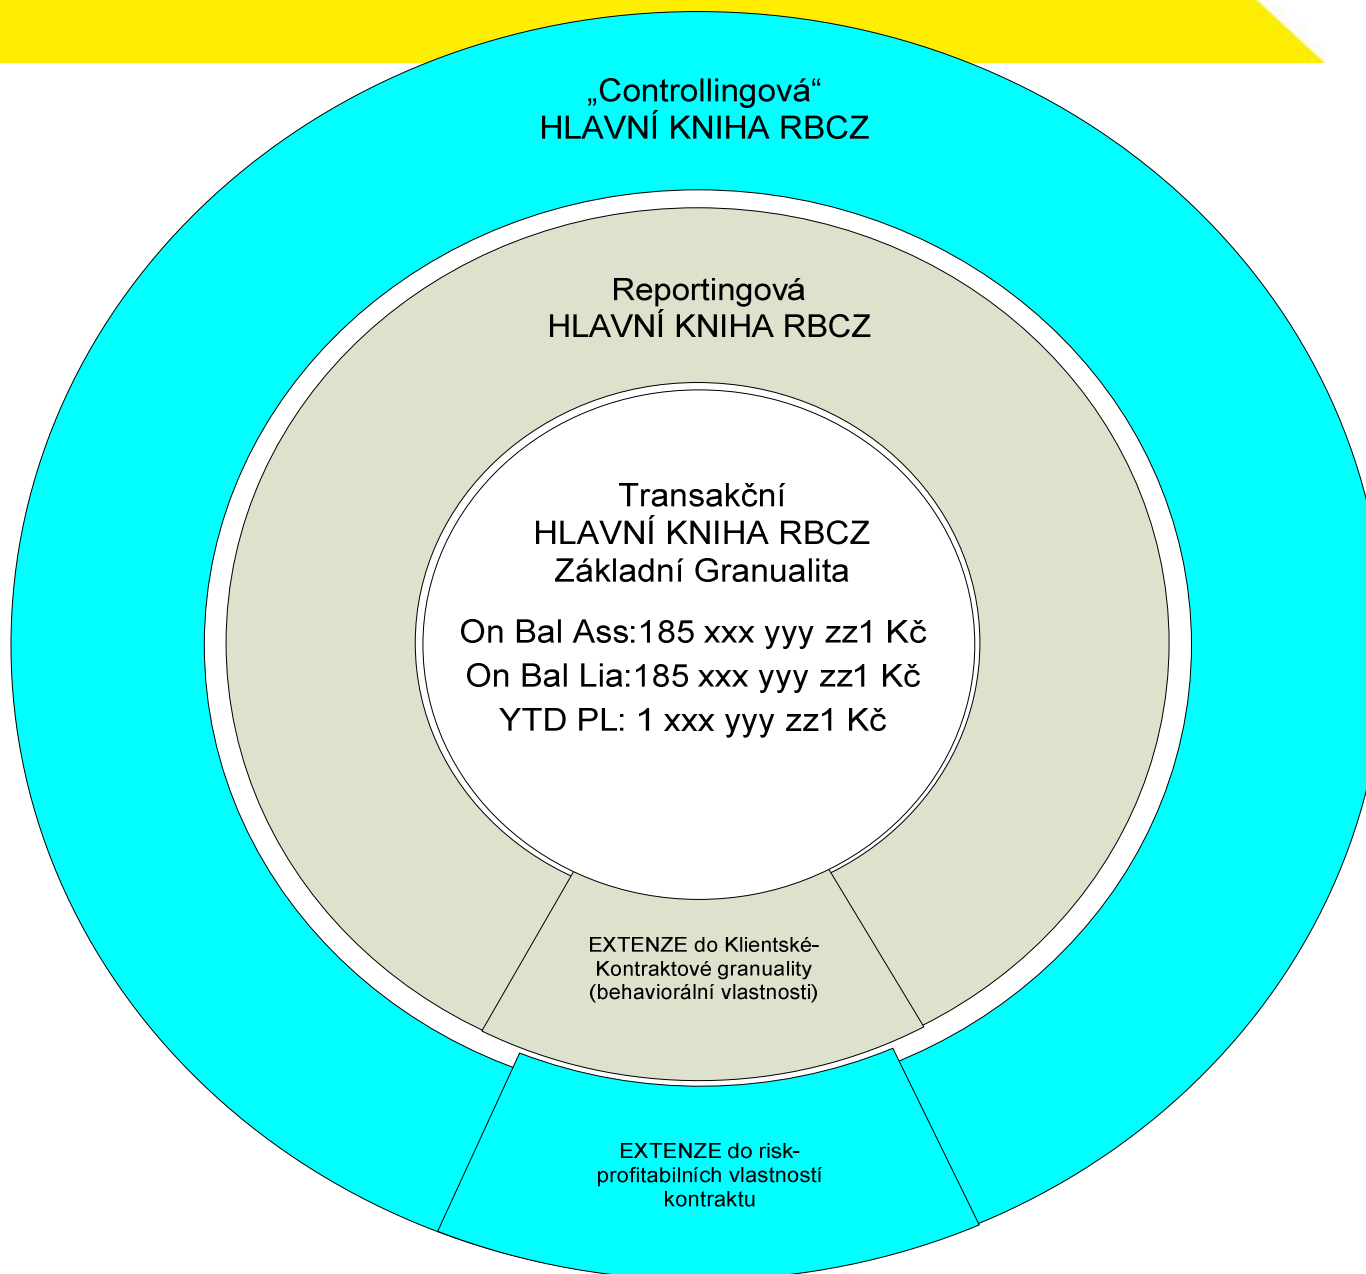 „Controllingová“
HLAVNÍ KNIHA RBCZ
Reportingová
HLAVNÍ KNIHA RBCZ
Transakční
HLAVNÍ KNIHA RBCZ
Základní Granualita
On Bal Ass:185 xxx yyy zz1 Kč
On Bal Lia:185 xxx yyy zz1 Kč
YTD PL: 1 xxx yyy zz1 Kč
EXTENZE do Klientské-
Kontraktové granuality
(behaviorální vlastnosti)
EXTENZE do risk-
profitabilních vlastností
kontraktu